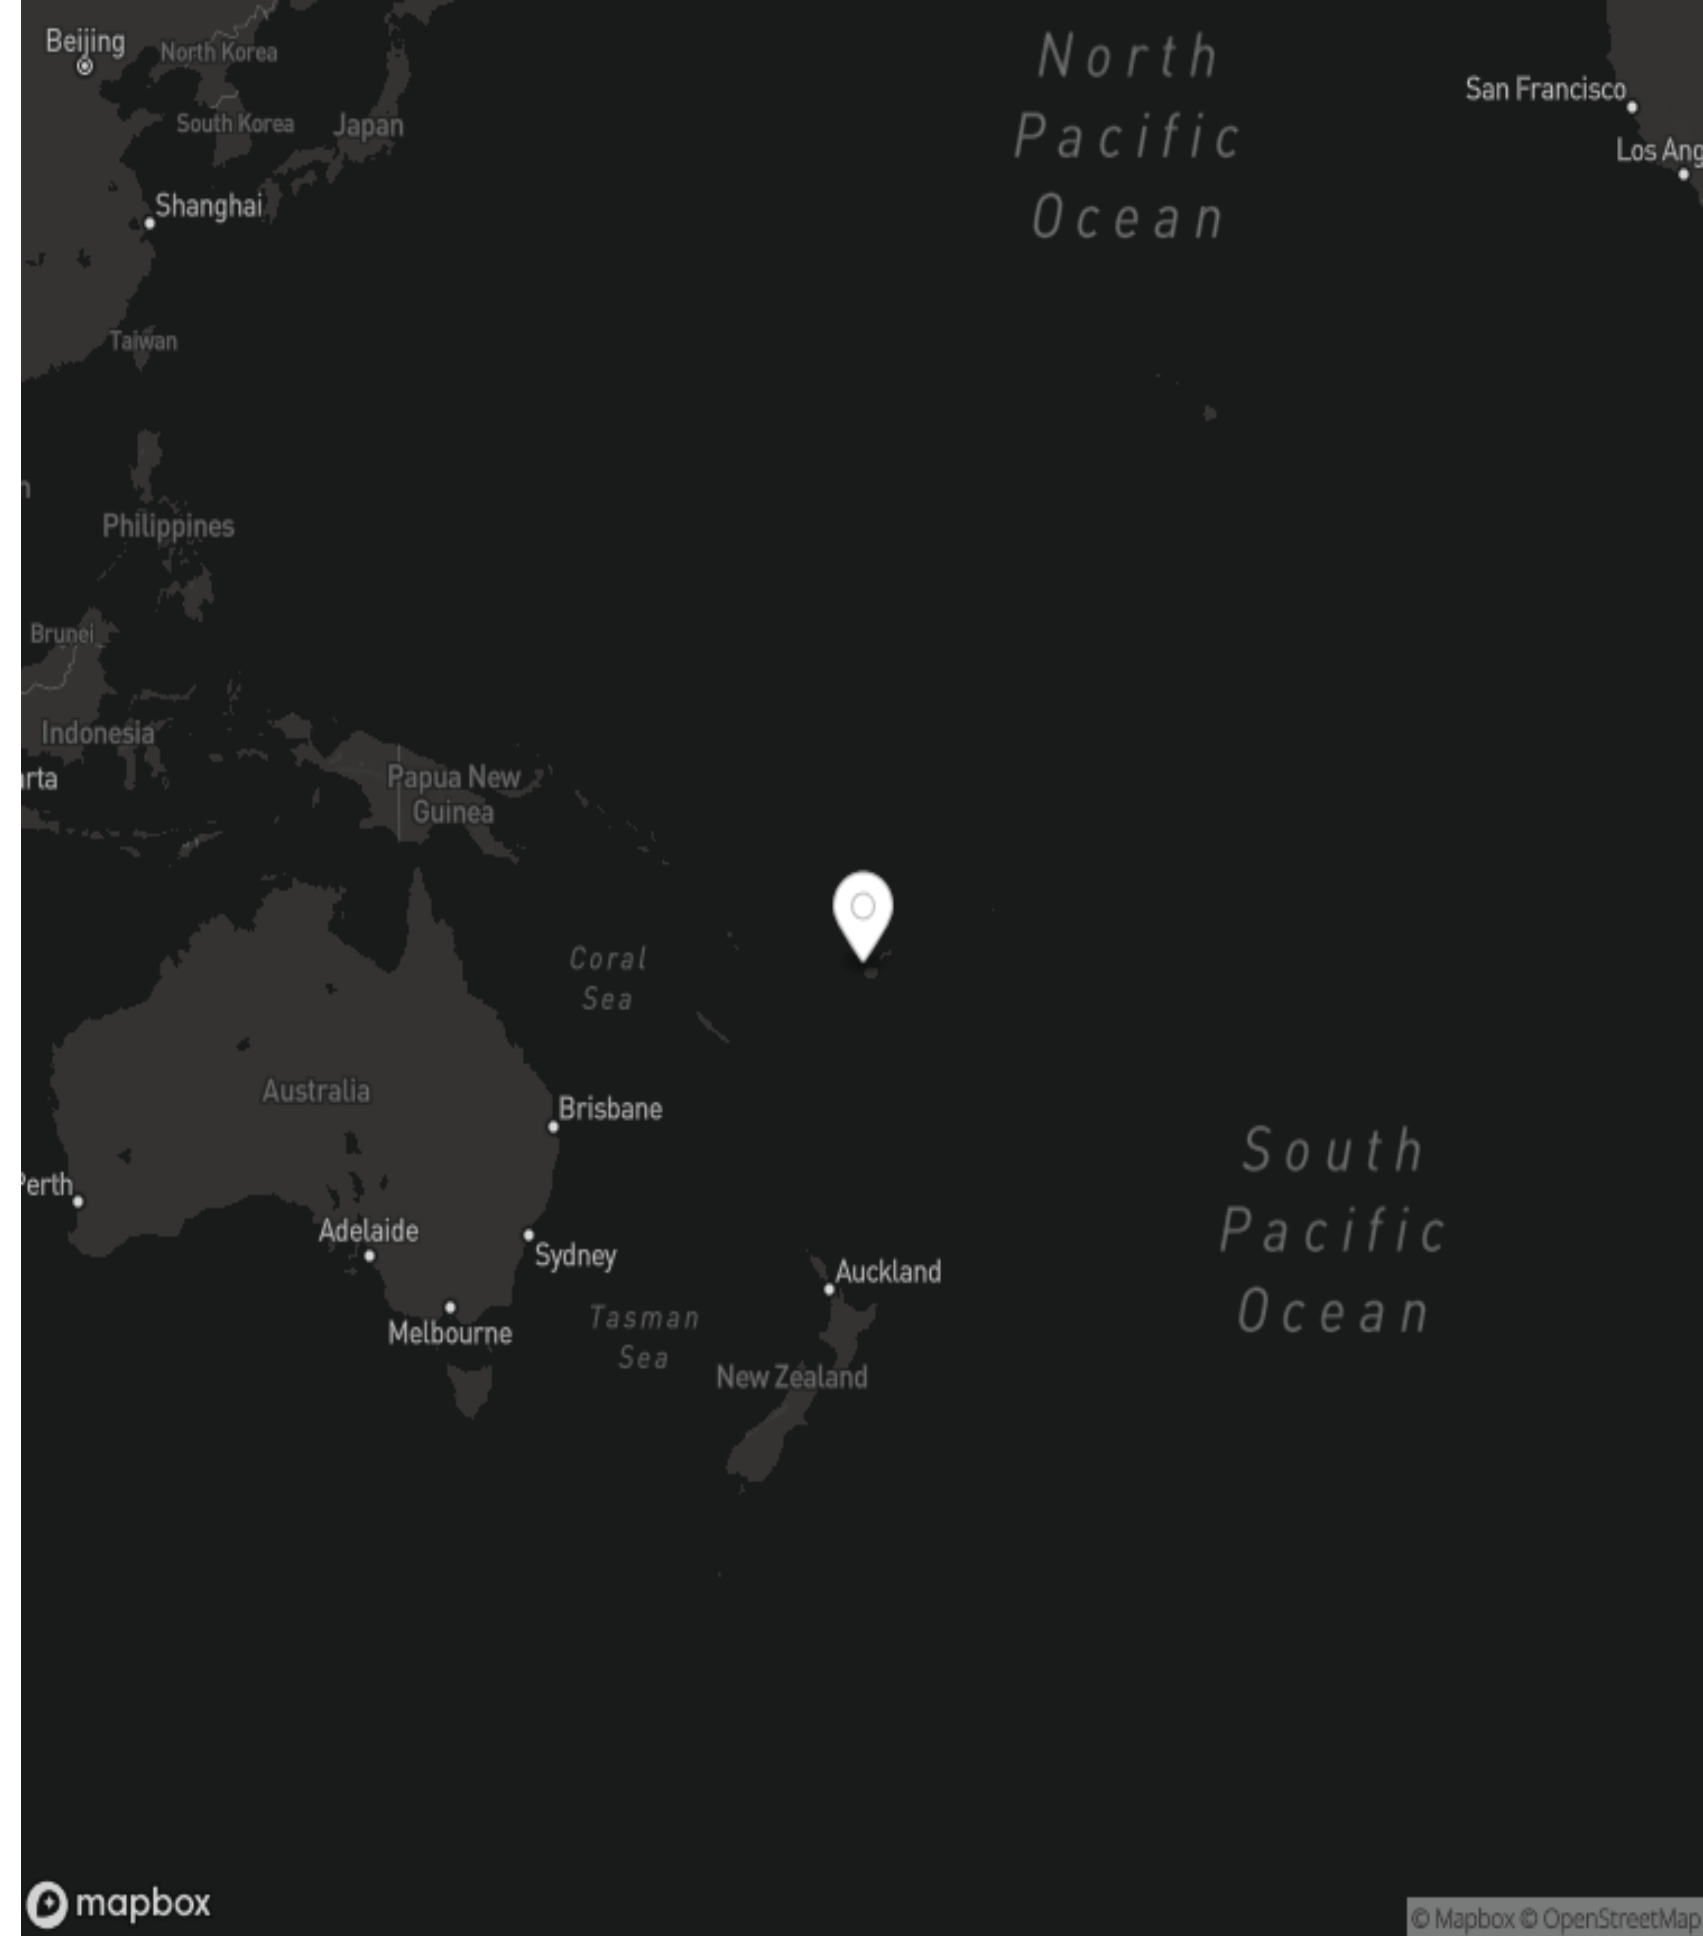 Beijing
North Korea
South Korea
Japan
Shanghai
Taiwan
North
Pacific
Ocean
San Francisco
Los Ang
Philippines
Brunei
Indonesia
arta
Papua New
Guinea
Coral
Sea
Australia
Brisbane
Perth
Adelaide
Sydney
Melbourne
Tasman
Sea
Auckland
New Zealand
South
Pacific
Ocean
mapbox
© Mapbox © OpenStreetMap